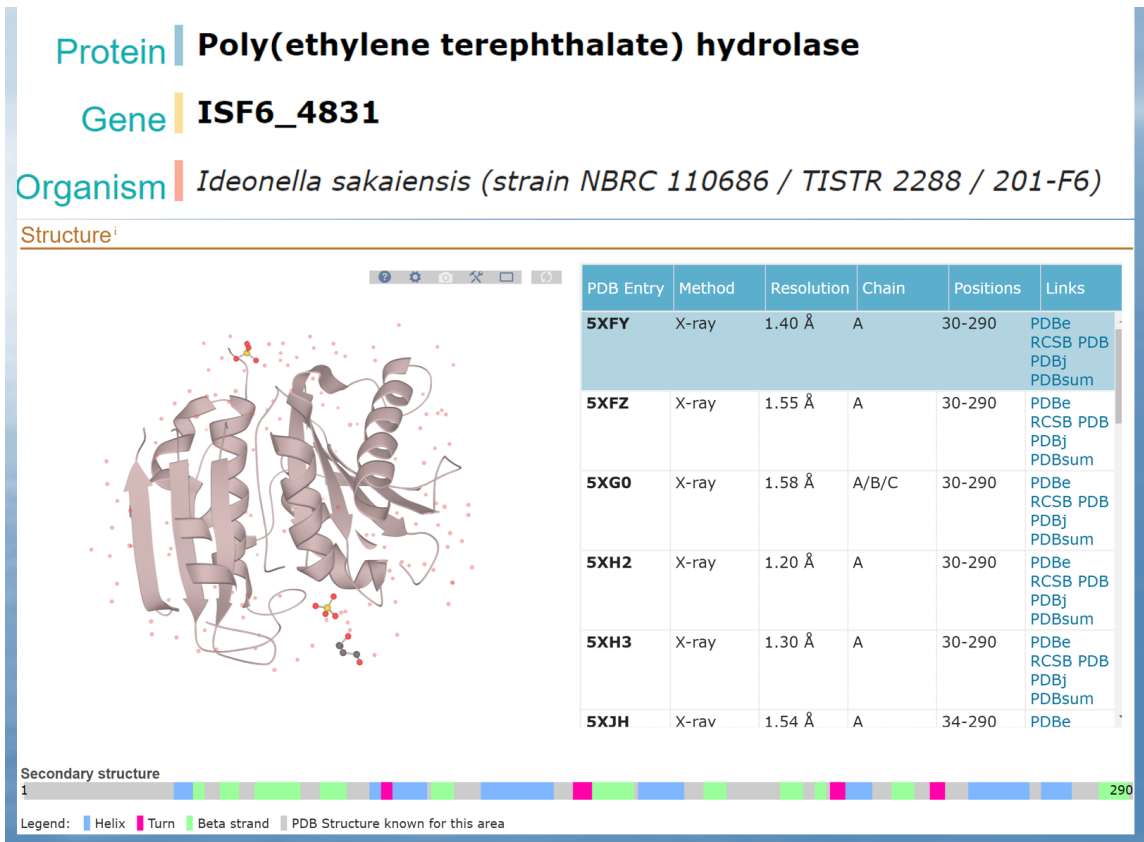 Protein Poly(ethylene terephthalate) hydrolase
Gene ISF6_4831
Organism Ideonella sakaiensis (strain NBRC 110686 / TISTR 2288 / 201-F6)
Structure i
PDB Entry Method Resolution Chain Positions Links
5XFY X-ray 1.40 Å A 30-290 PDBe
RCSB PDB
PDBj
PDBsum
5XFZ X-ray 1.55 Å A 30-290 PDBe
RCSB PDB
PDBj
PDBsum
5XG0 X-ray 1.58 Å A/B/C 30-290 PDBe
RCSB PDB
PDBj
PDBsum
5XH2 X-ray 1.20 Å A 30-290 PDBe
RCSB PDB
PDBj
PDBsum
5XH3 X-ray 1.30 Å A 30-290 PDBe
RCSB PDB
PDBj
PDBsum
5XJH X-ray 1.54 Å A 34-290 PDBe
Secondary structure
1 290
Legend: Helix Turn Beta strand PDB Structure known for this area